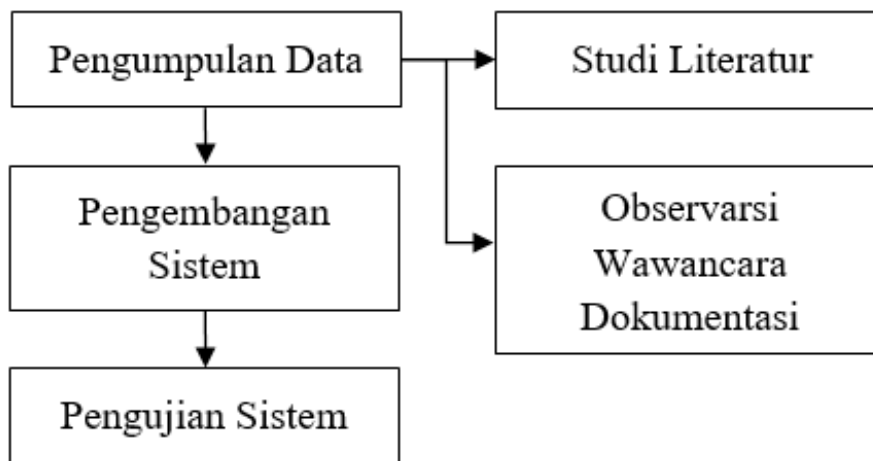 Pengumpulan Data
Studi Literatur
Pengembangan
Sistem
Observarsi
Wawancara
Dokumentasi
Pengujian Sistem